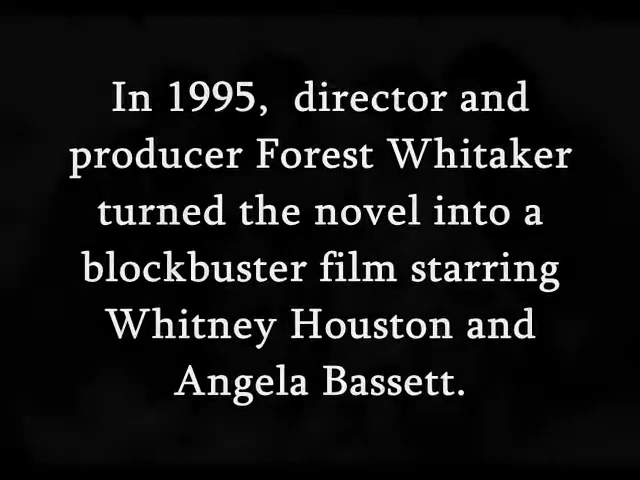 In 1995,  director and
producer Forest Whitaker
turned the novel into a
blockbuster film starring
Whitney Houston and
Angela Bassett.